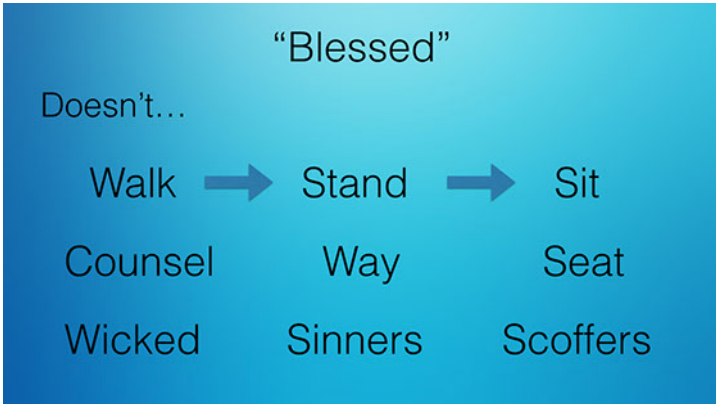 “Blessed”
Doesn’t...
Walk Stand Sit
Counsel Way Seat
Wicked Sinners Scoffers